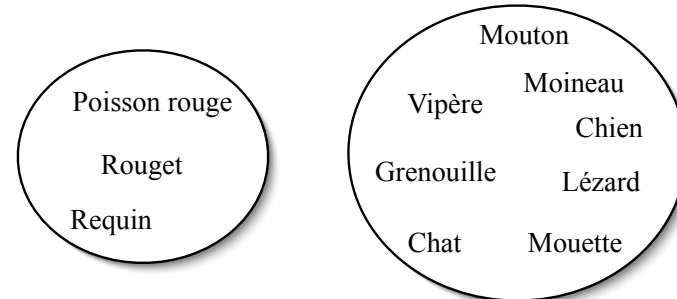 Poisson rouge
Rouget
Requin
Mouton
Moineau
Vipère
Chien
Grenouille
Lézard
Chat
Mouette